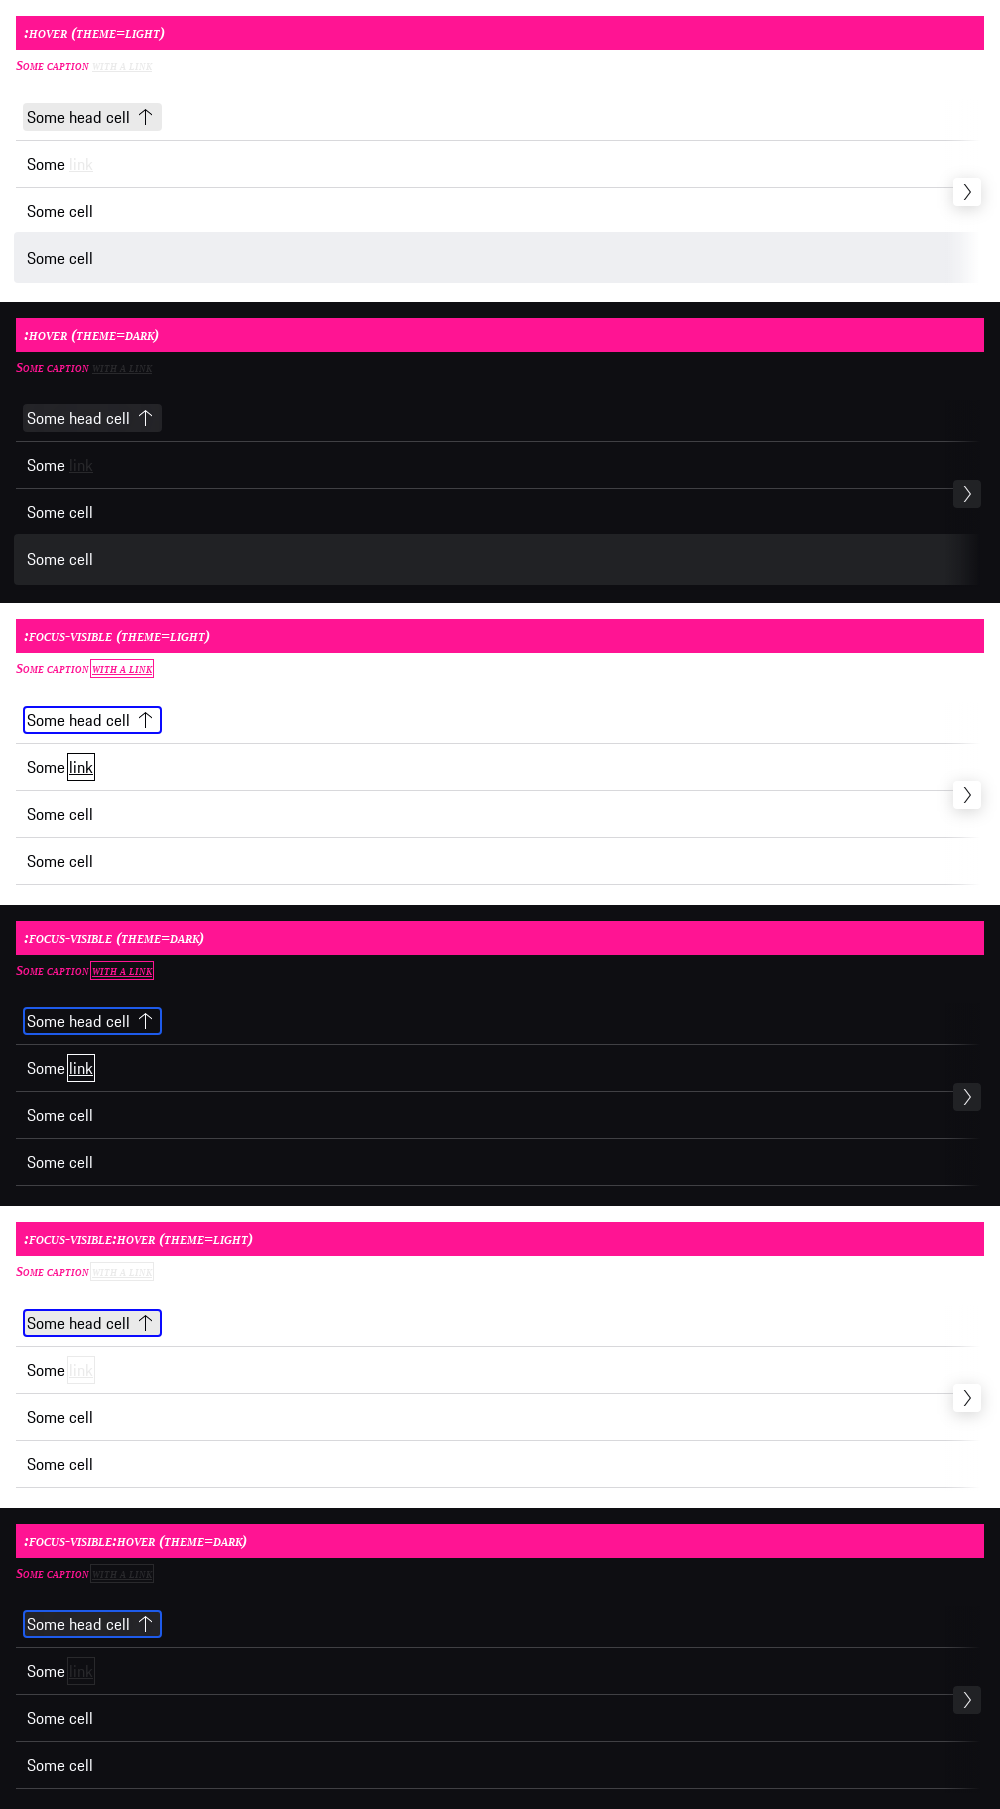 :hover (theme=light)
Some caption with a link
Some head cell
Some link
Some cell
Some cell
:hover (theme=dark)
Some caption with a link
Some head cell
Some link
Some cell
Some cell
:focus-visible (theme=light)
Some caption with a link
Some head cell
Some link
Some cell
Some cell
:focus-visible (theme=dark)
Some caption with a link
Some head cell
Some link
Some cell
Some cell
:focus-visible:hover (theme=light)
Some caption with a link
Some head cell
Some link
Some cell
Some cell
:focus-visible:hover (theme=dark)
Some caption with a link
Some head cell
Some link
Some cell
Some cell